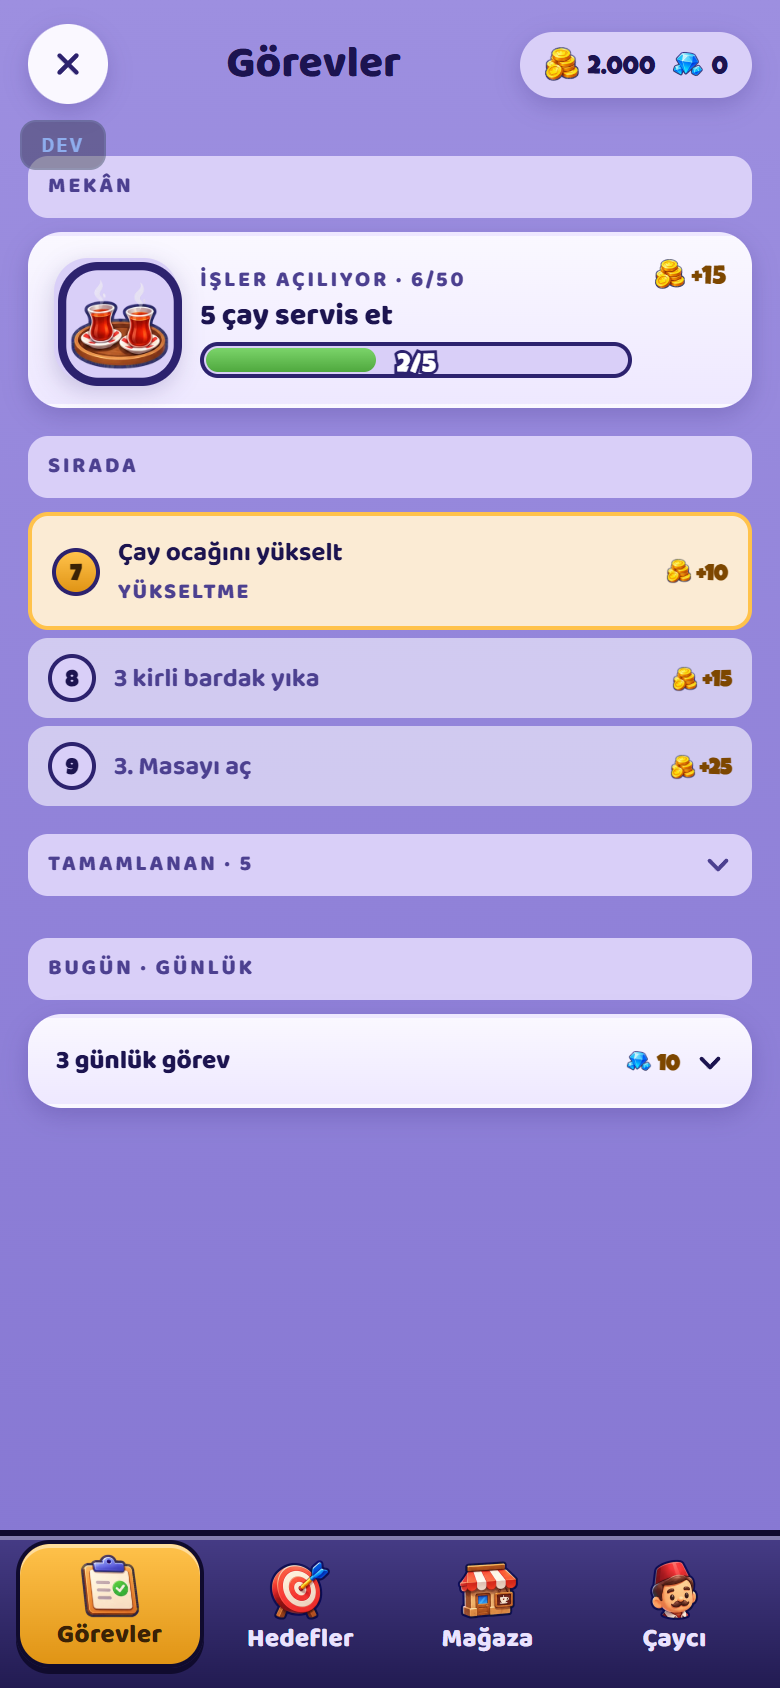 Görevler
2.000 0
DEV
MEKÂN
İŞLER AÇILIYOR · 6/50
+15
5 çay servis et
2/5
SIRADA
7
Çay ocağını yükselt
YÜKSELTME
+10
8
3 kirli bardak yıka
+15
9
3. Masayı aç
+25
TAMAMLANAN · 5
BUGÜN · GÜNLÜK
3 günlük görev
10
Görevler
Hedefler
Mağaza
Çaycı